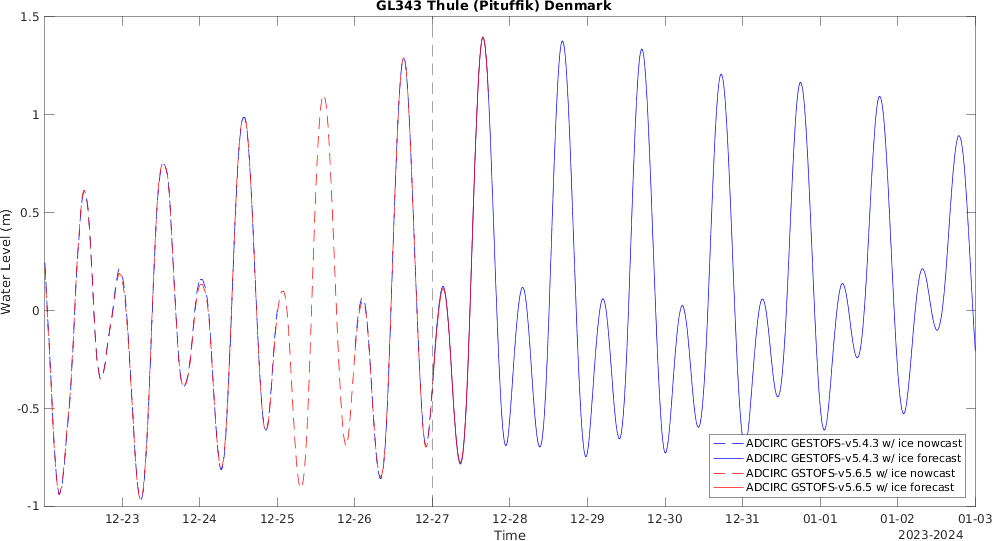 GL343 Thule (Pituffik) Denmark
1.5
1
0.5
0
-0.5
-1
Water Level (m)
12-23 12-24 12-25 12-26 12-27 12-28 12-29 12-30 12-31 01-01 01-02 01-03
Time
2023-2024
ADCIRC GESTOFS-v5.4.3 w/ ice nowcast
ADCIRC GESTOFS-v5.4.3 w/ ice forecast
ADCIRC GSTOFS-v5.6.5 w/ ice nowcast
ADCIRC GSTOFS-v5.6.5 w/ ice forecast